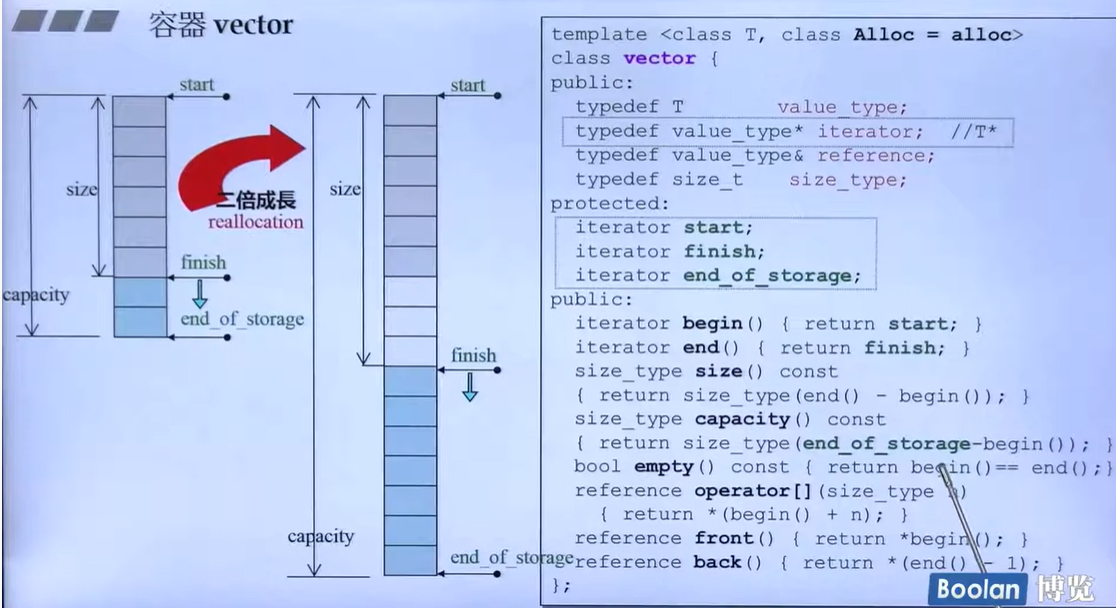 容器 vector
start
size
二倍成長
reallocation
finish
capacity
end_of_storage
start
size
finish
capacity
end_of_storage
template <class T, class Alloc = alloc>
class vector {
public:
typedef T value_type;
typedef value_type* iterator; //T*
typedef value_type& reference;
typedef size_t size_type;
protected:
iterator start;
iterator finish;
iterator end_of_storage;
public:
iterator begin() { return start; }
iterator end() { return finish; }
size_type size() const
{ return size_type(end() - begin()); }
size_type capacity() const
{ return size_type(end_of_storage-begin()); }
bool empty() const { return begin()== end();}
reference operator[](size_type n)
{ return *(begin() + n); }
reference front() { return *begin(); }
reference back() { return *(end() - 1); }
};
Boolan 博览